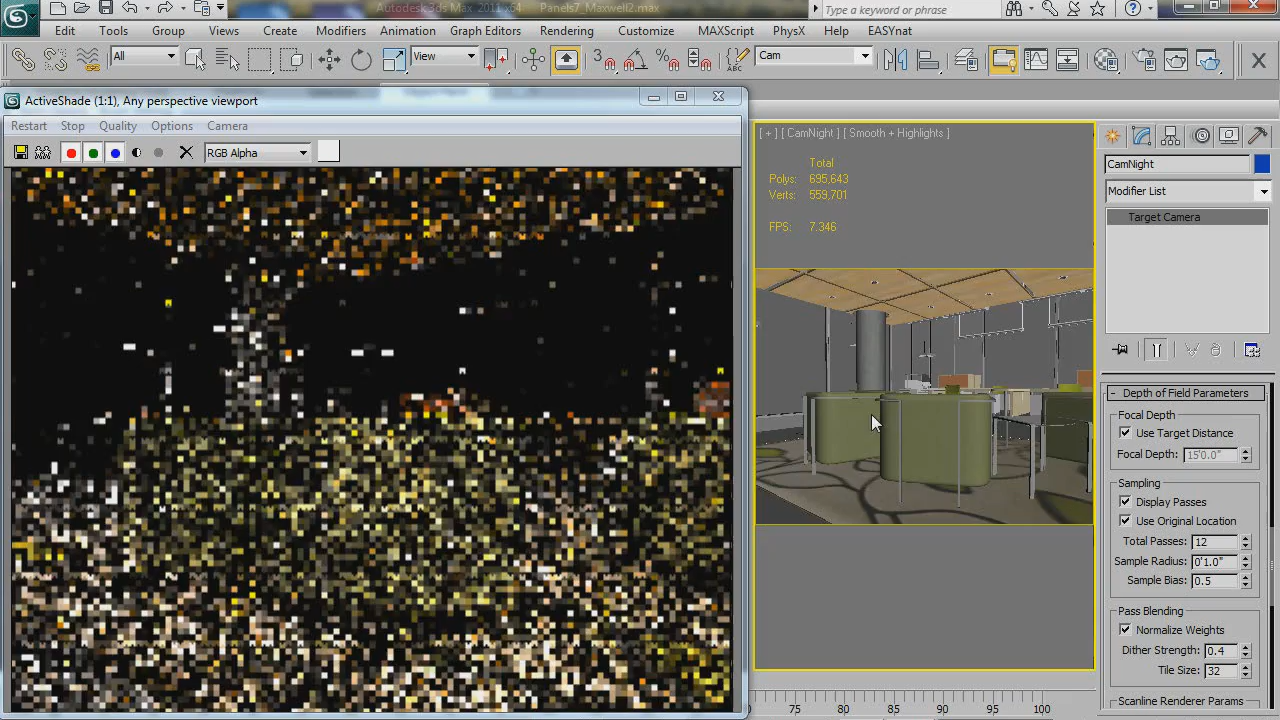 Autodesk 3ds Max 2011 x64 Panels7_Maxwell2.max
Type a keyword or phrase
Edit Tools Group Views Create Modifiers Animation Graph Editors Rendering Customize MAXScript PhysX Help EASYnat
All View 3 ABC Cam
ActiveShade (1:1), Any perspective viewport
Restart Stop Quality Options Camera
RGB Alpha
[ + ] [ CamNight ] [ Smooth + Highlights ]
Total
Polys: 695,643
Verts: 559,701
FPS: 7.346
CamNight
Modifier List
Target Camera
- Depth of Field Parameters
Focal Depth
Use Target Distance
Focal Depth: 15'0.0"
Sampling
Display Passes
Use Original Location
Total Passes: 12
Sample Radius: 0'1.0"
Sample Bias: 0.5
Pass Blending
Normalize Weights
Dither Strength: 0.4
Tile Size: 32
Scanline Renderer Params
75 80 85 90 95 100